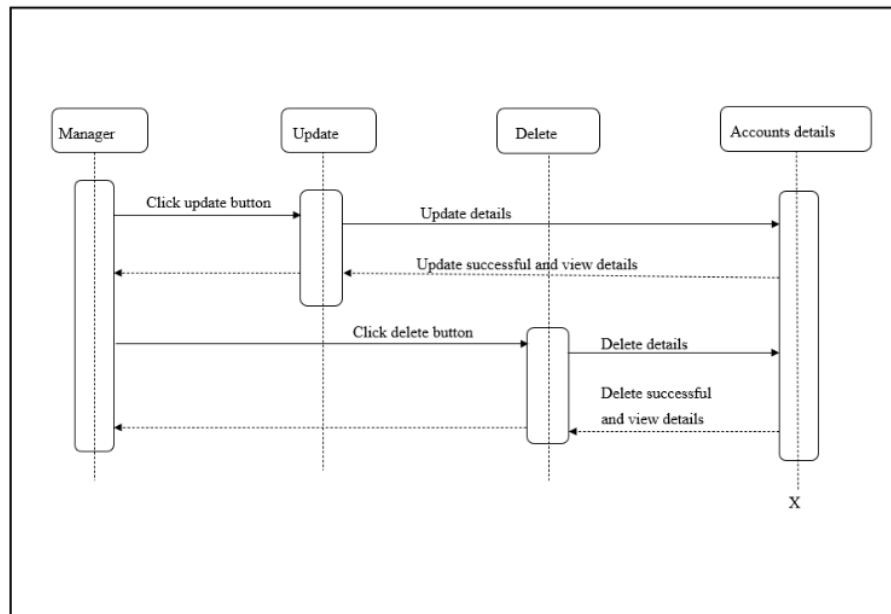 Manager
Update
Delete
Accounts details
Click update button
Update details
Update successful and view details
Click delete button
Delete details
Delete successful
and view details
X